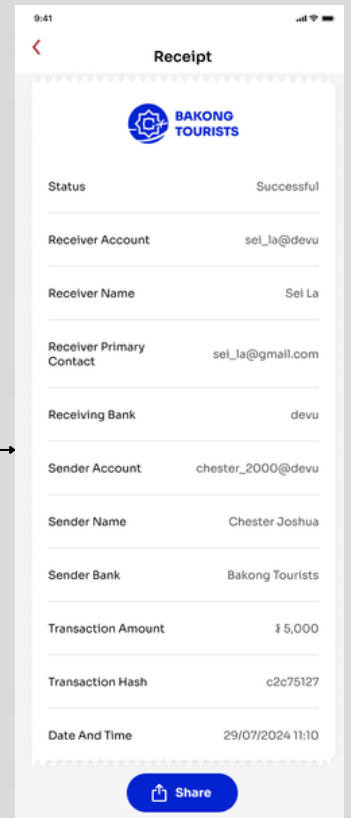 9:41
Receipt
BAKONG
TOURISTS
Status Successful
Receiver Account sei_la@devu
Receiver Name Sei La
Receiver Primary
Contact sei_la@gmail.com
Receiving Bank devu
Sender Account chester_2000@devu
Sender Name Chester Joshua
Sender Bank Bakong Tourists
Transaction Amount ៛ 5,000
Transaction Hash c2c75127
Date And Time 29/07/2024 11:10
Share